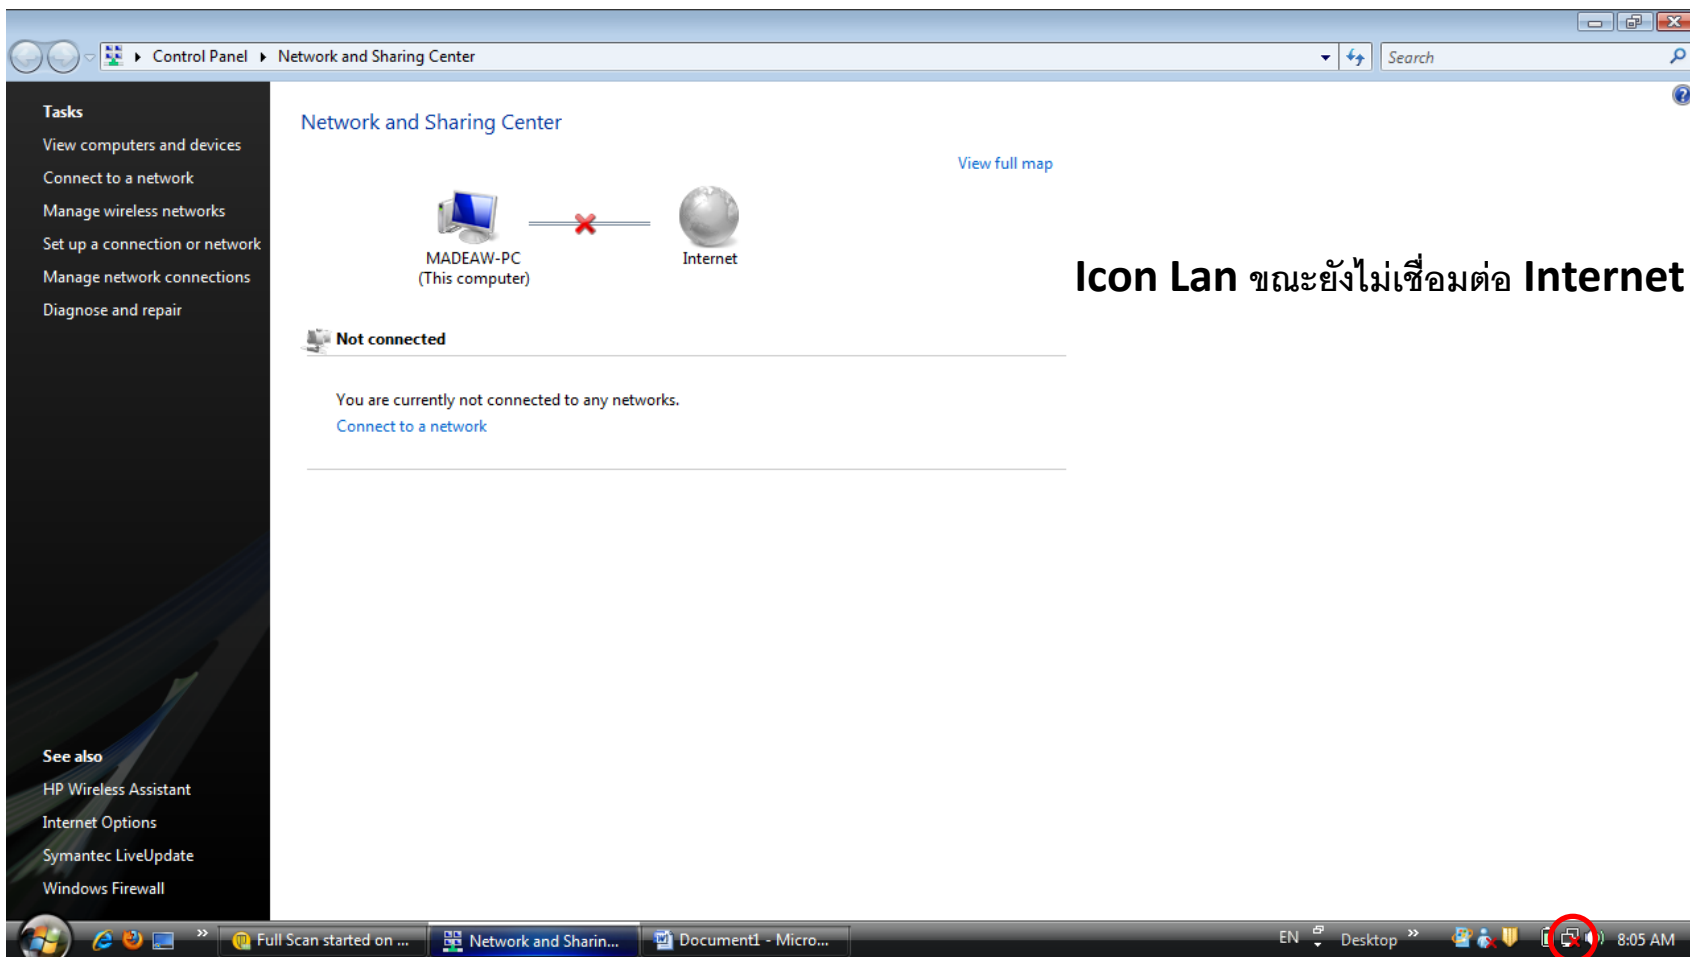 Control Panel
Network and Sharing Center
Search
Tasks
View computers and devices
Connect to a network
Manage wireless networks
Set up a connection or network
Manage network connections
Diagnose and repair
Network and Sharing Center
View full map
MADEAW-PC
(This computer)
Internet
Icon Lan ขณะยังไม่เชื่อมต่อ Internet
Not connected
You are currently not connected to any networks.
Connect to a network
See also
HP Wireless Assistant
Internet Options
Symantec LiveUpdate
Windows Firewall
Full Scan started on ...
Network and Sharin...
Document1 - Micro...
EN
Desktop
8:05 AM